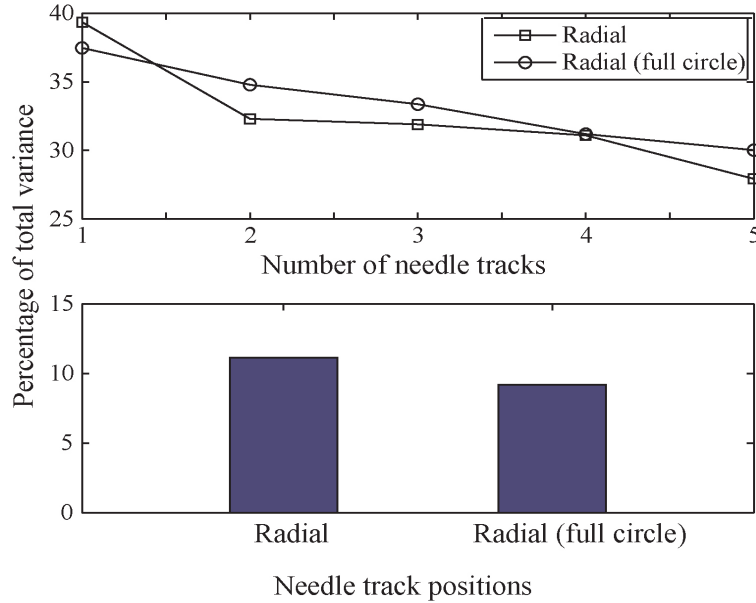 40
35
30
25
1 2 3 4 5
Radial
Radial (full circle)
Number of needle tracks
Percentage of total variance
15
10
5
0
Radial Radial (full circle)
Needle track positions